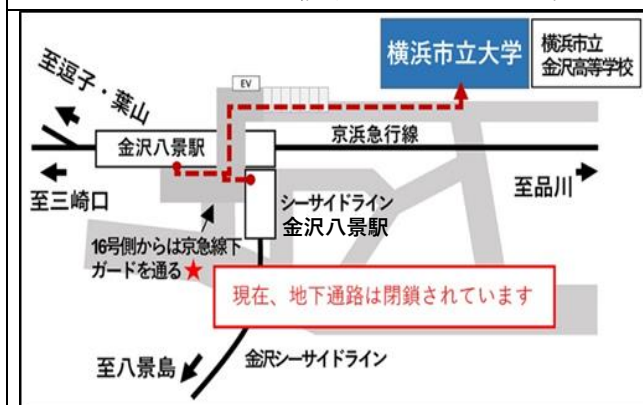 横浜市立大学
横浜市立
金沢高等学校
至逗子・葉山
EV
金沢八景駅
京浜急行線
至三崎口
至品川
シーサイドライン
金沢八景駅
16号側からは京急線下
ガードを通る★
現在、地下通路は閉鎖されています
至八景島
金沢シーサイドライン